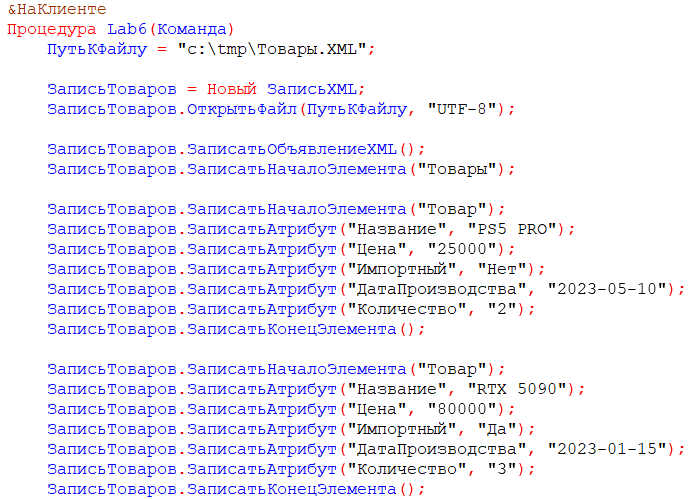 &НаКлиенте
Процедура Lab6(Команда)
ПутьКФайлу = "c:\tmp\Товары.XML";
ЗаписьТоваров = Новый ЗаписьXML;
ЗаписьТоваров.ОткрытьФайл(ПутьКФайлу, "UTF-8");
ЗаписьТоваров.ЗаписатьОбъявлениеXML();
ЗаписьТоваров.ЗаписатьНачалоЭлемента("Товары");
ЗаписьТоваров.ЗаписатьНачалоЭлемента("Товар");
ЗаписьТоваров.ЗаписатьАтрибут("Название", "PS5 PRO");
ЗаписьТоваров.ЗаписатьАтрибут("Цена", "25000");
ЗаписьТоваров.ЗаписатьАтрибут("Импортный", "Нет");
ЗаписьТоваров.ЗаписатьАтрибут("ДатаПроизводства", "2023-05-10");
ЗаписьТоваров.ЗаписатьАтрибут("Количество", "2");
ЗаписьТоваров.ЗаписатьКонецЭлемента();
ЗаписьТоваров.ЗаписатьНачалоЭлемента("Товар");
ЗаписьТоваров.ЗаписатьАтрибут("Название", "RTX 5090");
ЗаписьТоваров.ЗаписатьАтрибут("Цена", "80000");
ЗаписьТоваров.ЗаписатьАтрибут("Импортный", "Да");
ЗаписьТоваров.ЗаписатьАтрибут("ДатаПроизводства", "2023-01-15");
ЗаписьТоваров.ЗаписатьАтрибут("Количество", "3");
ЗаписьТоваров.ЗаписатьКонецЭлемента();